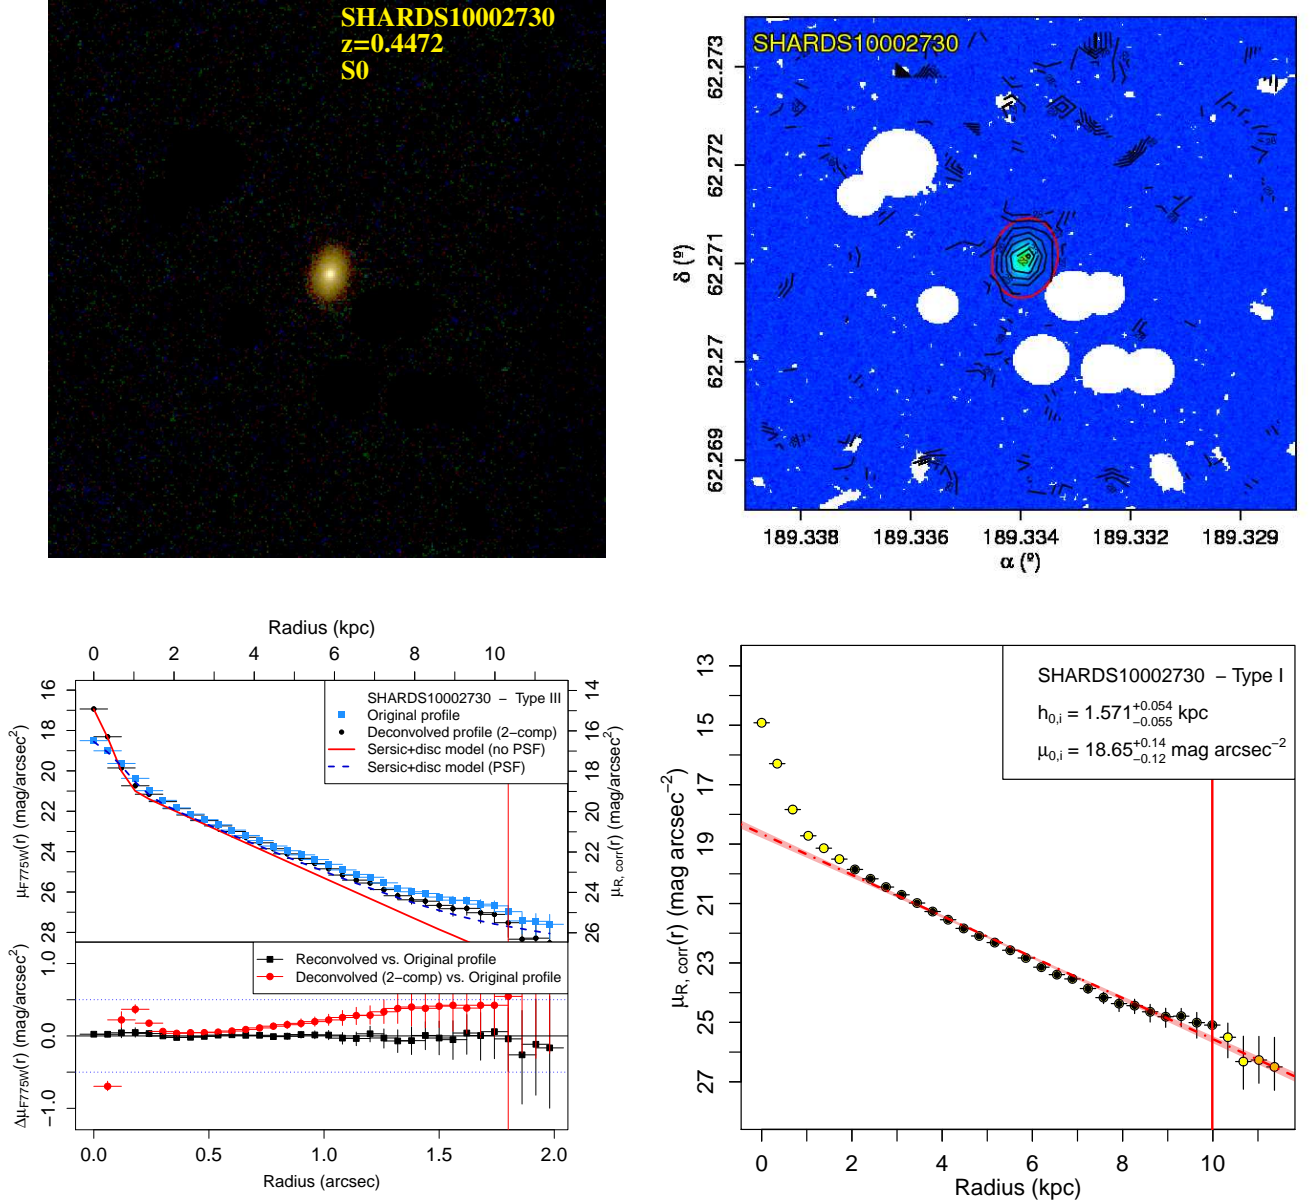 SHARDS10002730
z=0.4472
S0
SHARDS10002730
62.273
62.272
62.271
62.27
62.269
δ (º)
189.338
189.336
189.334
189.332
189.329
α (º)
Radius (kpc)
0
2
4
6
8
10
16
18
20
22
24
26
28
μF775W(r) (mag/arcsec²)
14
16
18
20
22
24
26
μR, corr(r) (mag/arcsec²)
SHARDS10002730 – Type III
Original profile
Deconvolved profile (2−comp)
Sersic+disc model (no PSF)
Sersic+disc model (PSF)
1.0
0.0
−1.0
ΔμF775W(r) (mag/arcsec²)
Reconvolved vs. Original profile
Deconvolved (2−comp) vs. Original profile
0.0
0.5
1.0
1.5
2.0
Radius (arcsec)
13
15
17
19
21
23
25
27
μR, corr(r) (mag arcsec−2)
SHARDS10002730 – Type I
h0,i = 1.571 +0.054 −0.055 kpc
μ0,i = 18.65 +0.14 −0.12 mag arcsec−2
0
2
4
6
8
10
Radius (kpc)